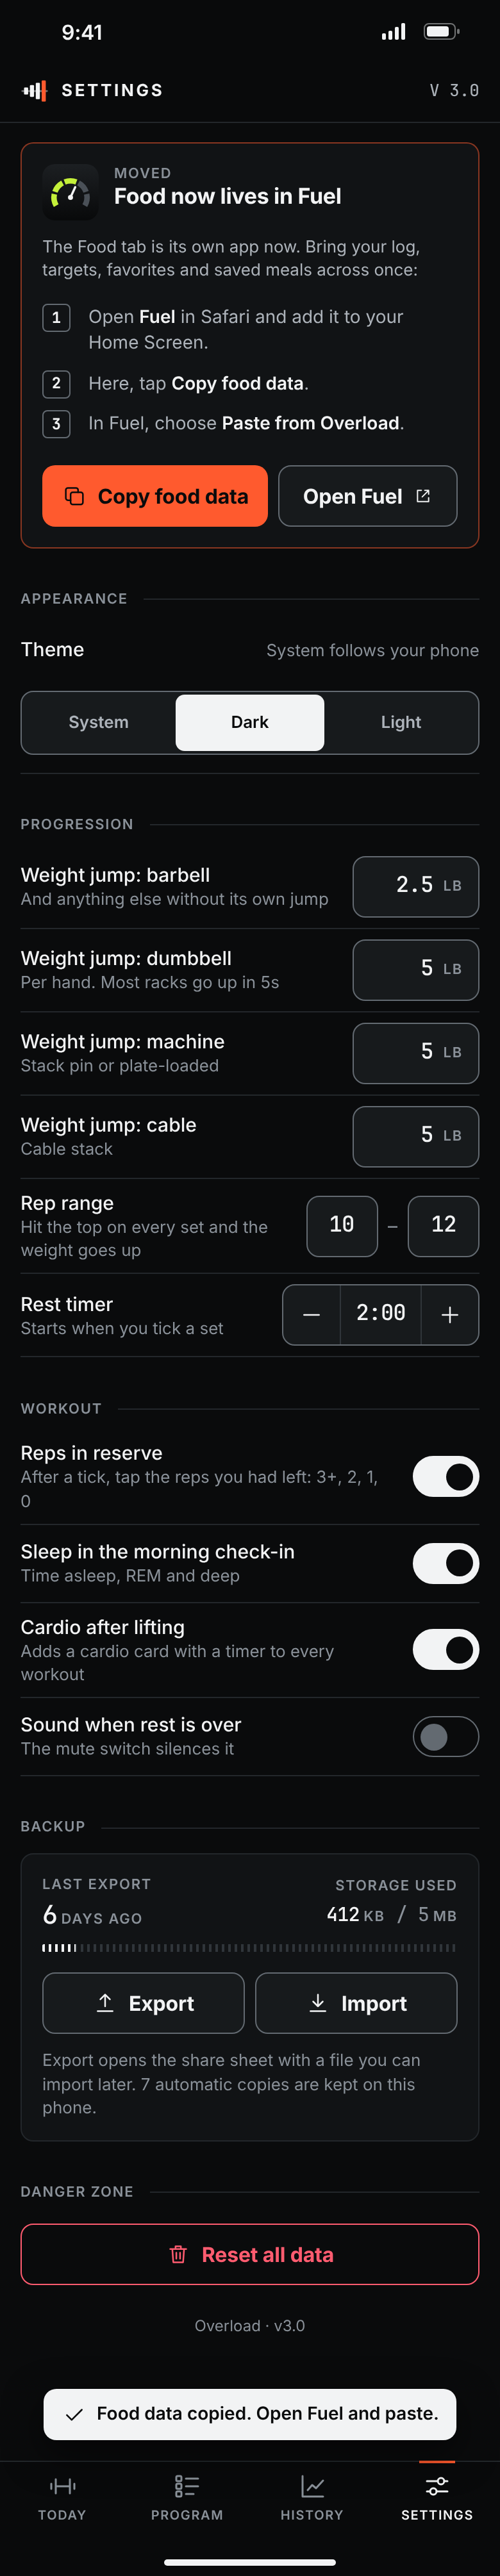 9:41
SETTINGS
V 3.0
MOVED
Food now lives in Fuel
The Food tab is its own app now. Bring your log,
targets, favorites and saved meals across once:
1 Open Fuel in Safari and add it to your
Home Screen.
2 Here, tap Copy food data.
3 In Fuel, choose Paste from Overload.
Copy food data
Open Fuel
APPEARANCE
Theme
System follows your phone
System Dark Light
PROGRESSION
Weight jump: barbell
And anything else without its own jump
2.5 LB
Weight jump: dumbbell
Per hand. Most racks go up in 5s
5 LB
Weight jump: machine
Stack pin or plate-loaded
5 LB
Weight jump: cable
Cable stack
5 LB
Rep range
Hit the top on every set and the
weight goes up
10 – 12
Rest timer
Starts when you tick a set
— 2:00 +
WORKOUT
Reps in reserve
After a tick, tap the reps you had left: 3+, 2, 1,
0
Sleep in the morning check-in
Time asleep, REM and deep
Cardio after lifting
Adds a cardio card with a timer to every
workout
Sound when rest is over
The mute switch silences it
BACKUP
LAST EXPORT
6 DAYS AGO
STORAGE USED
412 KB / 5 MB
Export
Import
Export opens the share sheet with a file you can
import later. 7 automatic copies are kept on this
phone.
DANGER ZONE
Reset all data
Overload · v3.0
Food data copied. Open Fuel and paste.
TODAY PROGRAM HISTORY SETTINGS